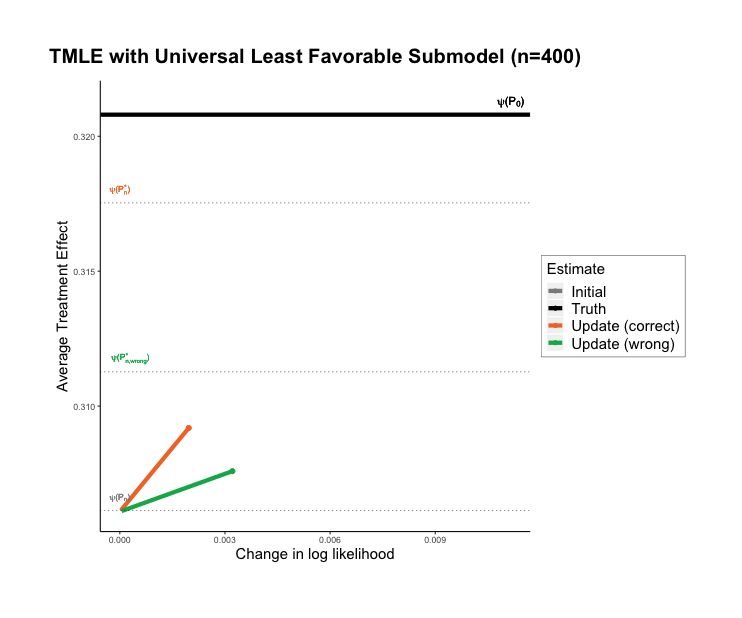 TMLE with Universal Least Favorable Submodel (n=400)
ψ(P₀)
0.320
ψ(Pₙ*)
0.315
Average Treatment Effect
ψ(P*n,wrong)
0.310
ψ(Pₙ)
0.000
0.003
0.006
0.009
Change in log likelihood
Estimate
Initial
Truth
Update (correct)
Update (wrong)